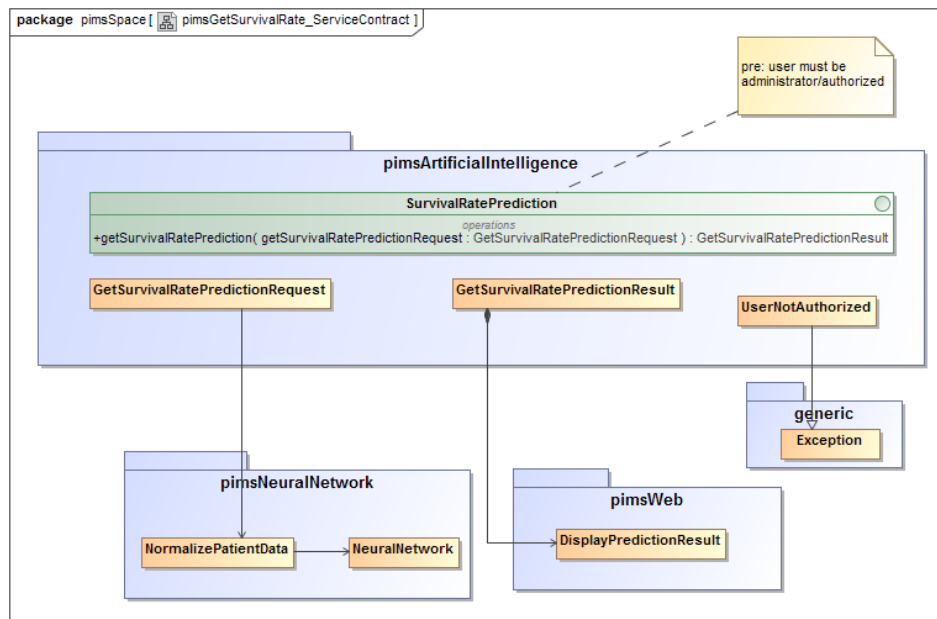 package pimsSpace [ pimsGetSurvivalRate_ServiceContract ]
pre: user must be
administrator/authorized
pimsArtificialIntelligence
SurvivalRatePrediction
operations
+getSurvivalRatePrediction( getSurvivalRatePredictionRequest : GetSurvivalRatePredictionRequest ) : GetSurvivalRatePredictionResult
GetSurvivalRatePredictionRequest
GetSurvivalRatePredictionResult
UserNotAuthorized
generic
Exception
pimsNeuralNetwork
pimsWeb
NormalizePatientData
NeuralNetwork
DisplayPredictionResult